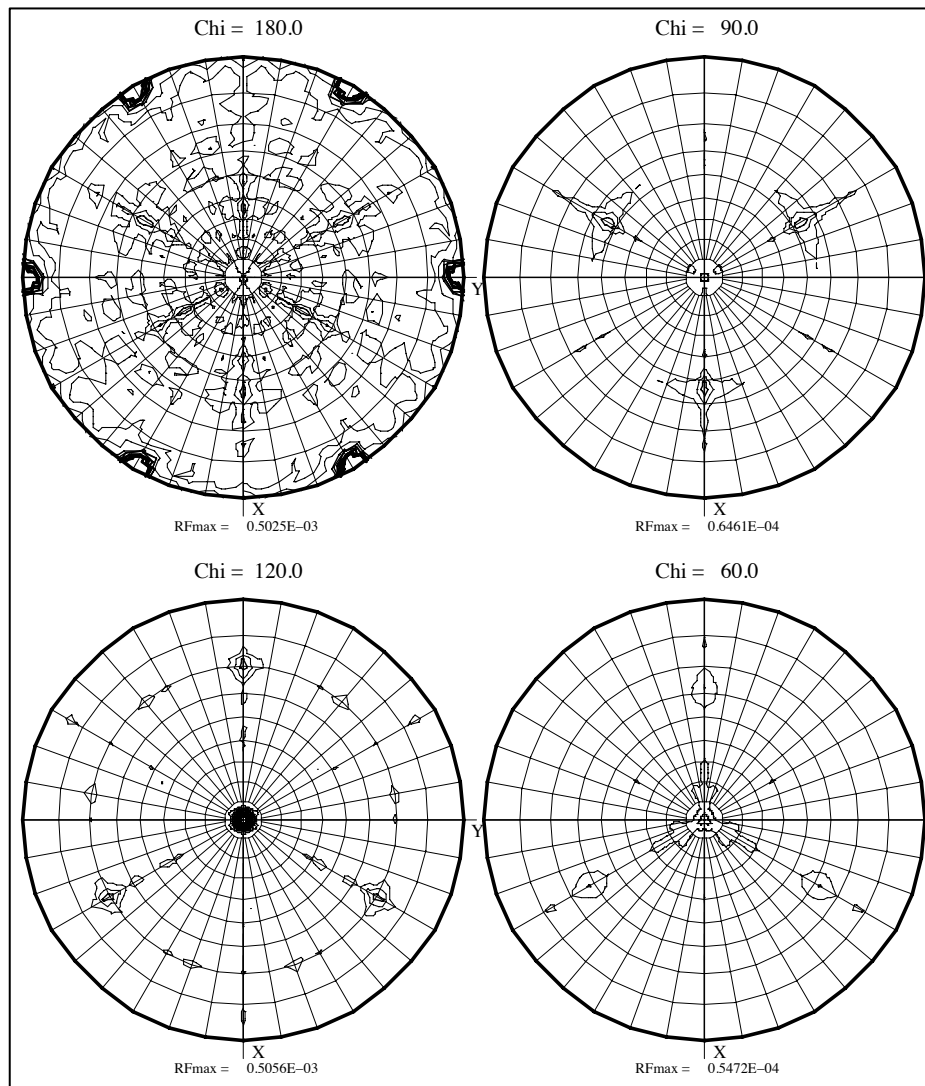 Chi = 180.0
Chi = 90.0
Y
X
X
RFmax = 0.5025E–03
RFmax = 0.6461E–04
Chi = 120.0
Chi = 60.0
Y
X
X
RFmax = 0.5056E–03
RFmax = 0.5472E–04